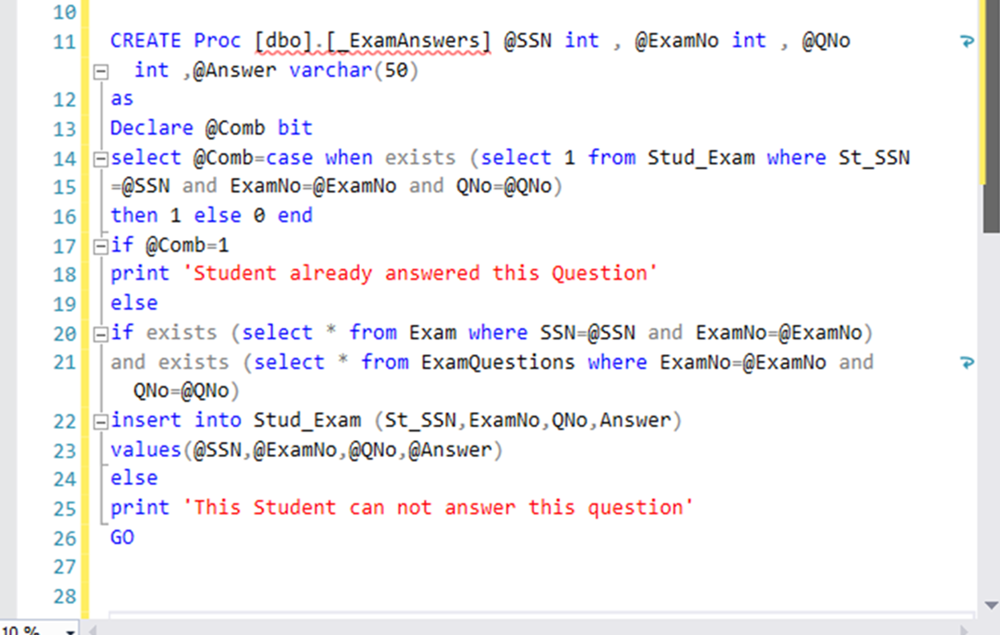 10
11 CREATE Proc [dbo].[_ExamAnswers] @SSN int , @ExamNo int , @QNo
int ,@Answer varchar(50)
12 as
13 Declare @Comb bit
14 select @Comb=case when exists (select 1 from Stud_Exam where St_SSN
15 =@SSN and ExamNo=@ExamNo and QNo=@QNo)
16 then 1 else 0 end
17 if @Comb=1
18 print 'Student already answered this Question'
19 else
20 if exists (select * from Exam where SSN=@SSN and ExamNo=@ExamNo)
21 and exists (select * from ExamQuestions where ExamNo=@ExamNo and
QNo=@QNo)
22 insert into Stud_Exam (St_SSN,ExamNo,QNo,Answer)
23 values(@SSN,@ExamNo,@QNo,@Answer)
24 else
25 print 'This Student can not answer this question'
26 GO
27
28